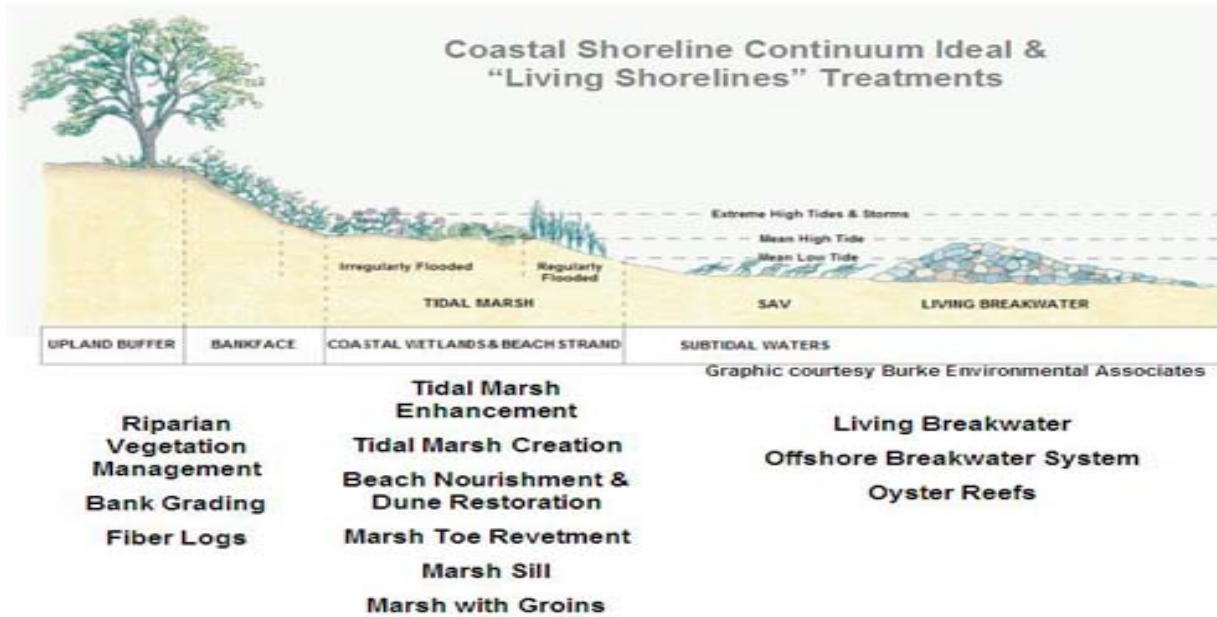 Coastal Shoreline Continuum Ideal &
“Living Shorelines” Treatments
Extreme High Tides & Storms
Mean High Tide
Mean Low Tide
Irregularly Flooded
Regularly
Flooded
TIDAL MARSH
SAV
LIVING BREAKWATER
UPLAND BUFFER
BANKFACE
COASTAL WETLANDS & BEACH STRAND
SUBTIDAL WATERS
Graphic courtesy Burke Environmental Associates
Riparian
Vegetation
Management
Bank Grading
Fiber Logs
Tidal Marsh
Enhancement
Tidal Marsh Creation
Beach Nourishment &
Dune Restoration
Marsh Toe Revetment
Marsh Sill
Marsh with Groins
Living Breakwater
Offshore Breakwater System
Oyster Reefs